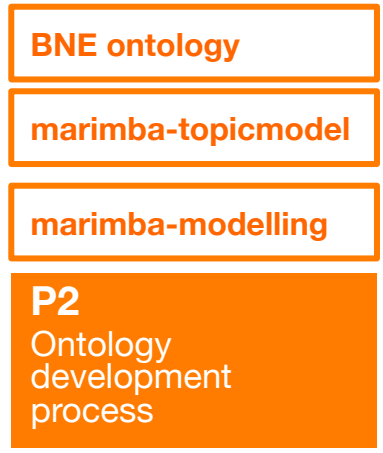 BNE ontology
marimba-topicmodel
marimba-modelling
P2
Ontology
development
process